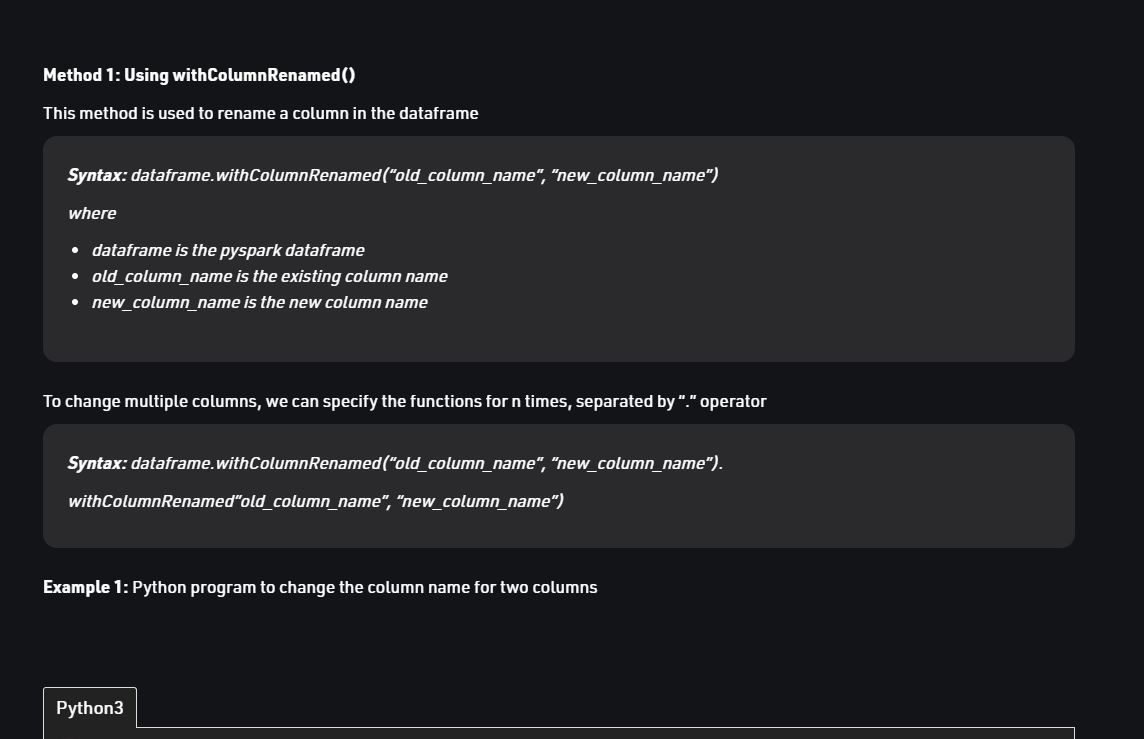 Method 1: Using withColumnRenamed()
This method is used to rename a column in the dataframe
Syntax: dataframe.withColumnRenamed(“old_column_name”, “new_column_name”)
where
• dataframe is the pyspark dataframe
• old_column_name is the existing column name
• new_column_name is the new column name
To change multiple columns, we can specify the functions for n times, separated by “.“ operator
Syntax: dataframe.withColumnRenamed(“old_column_name”, “new_column_name”).
withColumnRenamed“old_column_name”, “new_column_name”)
Example 1: Python program to change the column name for two columns
Python3